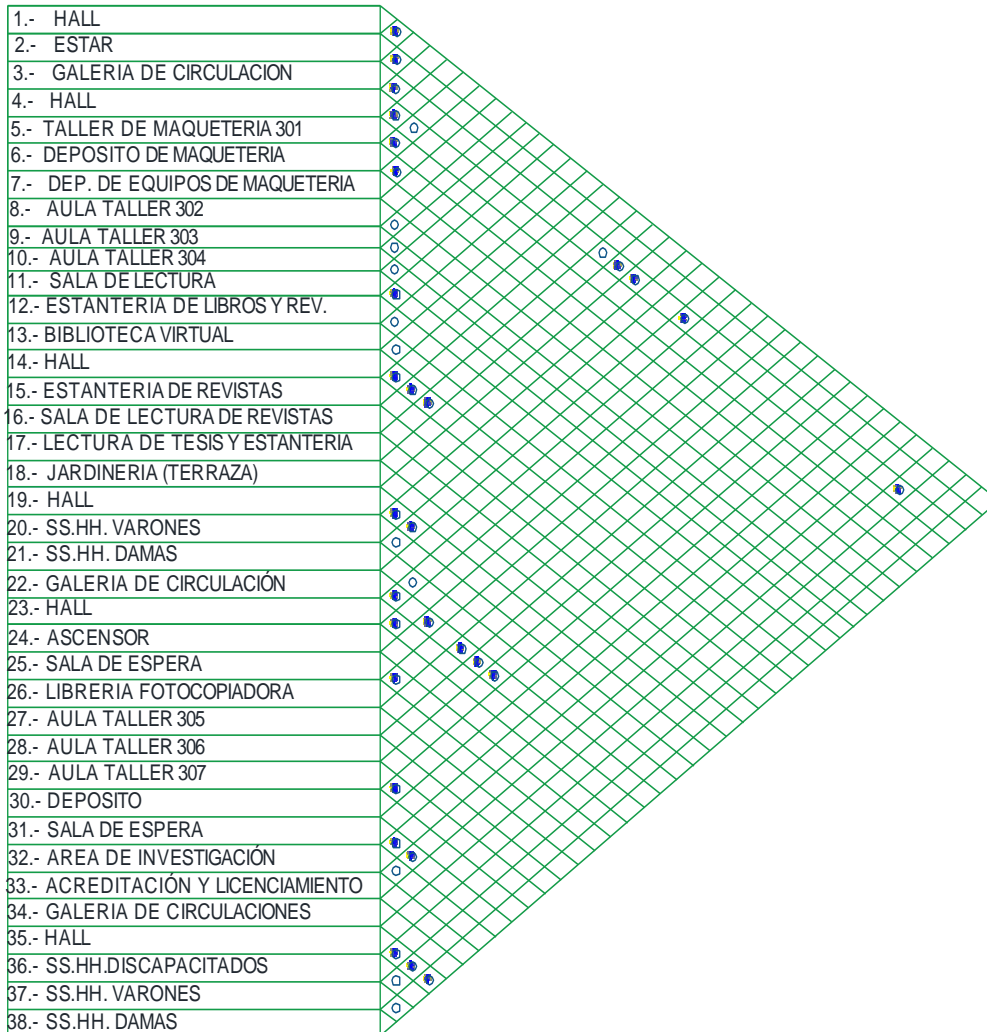 1.- HALL
2.- ESTAR
3.- GALERIA DE CIRCULACION
4.- HALL
5.- TALLER DE MAQUETERIA 301
6.- DEPOSITO DE MAQUETERIA
7.- DEP. DE EQUIPOS DE MAQUETERIA
8.- AULA TALLER 302
9.- AULA TALLER 303
10.- AULA TALLER 304
11.- SALA DE LECTURA
12.- ESTANTERIA DE LIBROS Y REV.
13.- BIBLIOTECA VIRTUAL
14.- HALL
15.- ESTANTERIA DE REVISTAS
16.- SALA DE LECTURA DE REVISTAS
17.- LECTURA DE TESIS Y ESTANTERIA
18.- JARDINERIA (TERRAZA)
19.- HALL
20.- SS.HH. VARONES
21.- SS.HH. DAMAS
22.- GALERIA DE CIRCULACIÓN
23.- HALL
24.- ASCENSOR
25.- SALA DE ESPERA
26.- LIBRERIA FOTOCOPIADORA
27.- AULA TALLER 305
28.- AULA TALLER 306
29.- AULA TALLER 307
30.- DEPOSITO
31.- SALA DE ESPERA
32.- AREA DE INVESTIGACIÓN
33.- ACREDITACIÓN Y LICENCIAMIENTO
34.- GALERIA DE CIRCULACIONES
35.- HALL
36.- SS.HH.DISCAPACITADOS
37.- SS.HH. VARONES
38.- SS.HH. DAMAS